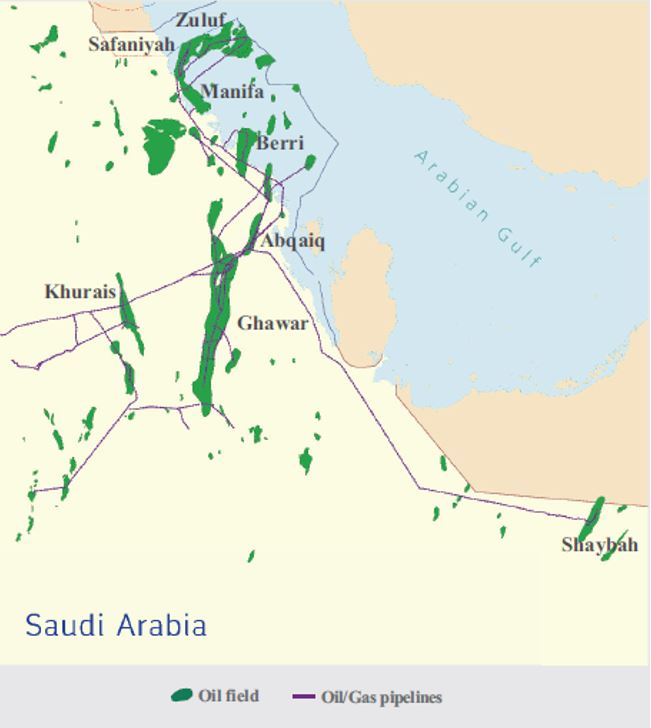 Zuluf
Safaniyah
Manifa
Berri
Arabian Gulf
Abqaiq
Khurais
Ghawar
Shaybah
Saudi Arabia
Oil field
Oil/Gas pipelines